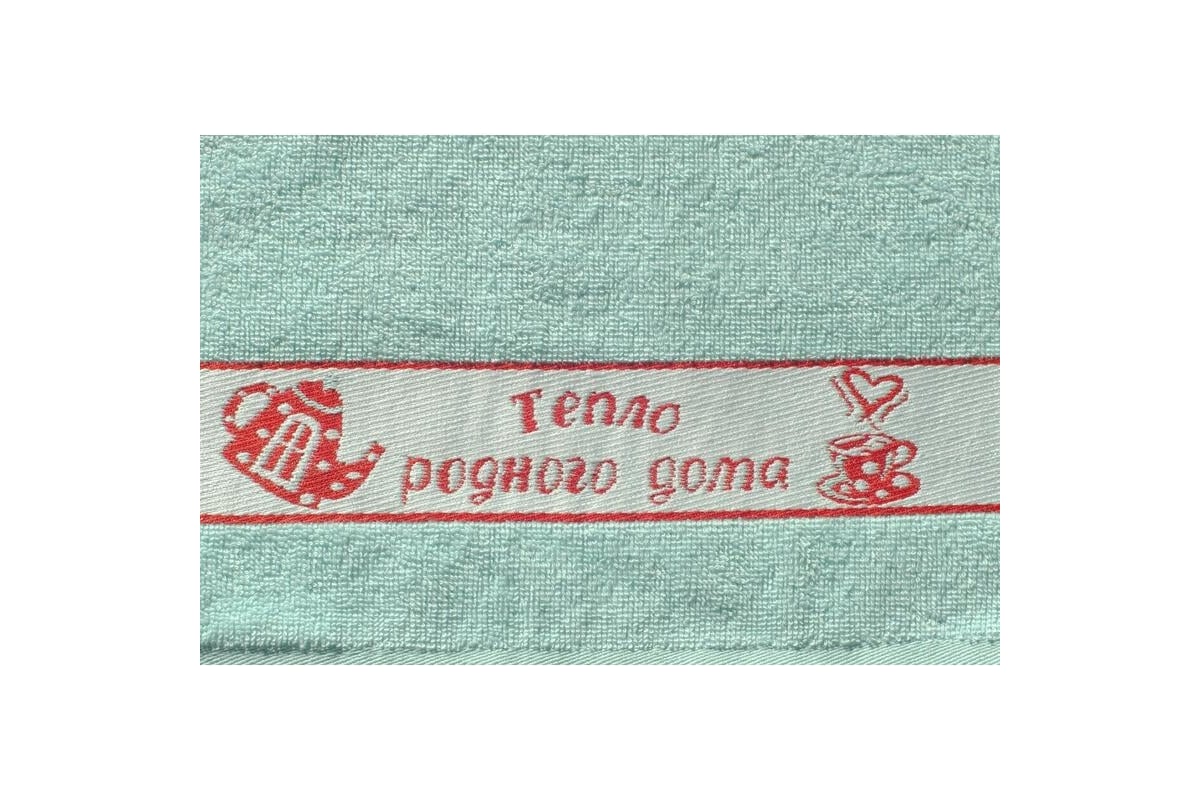 Тепло
родного дома